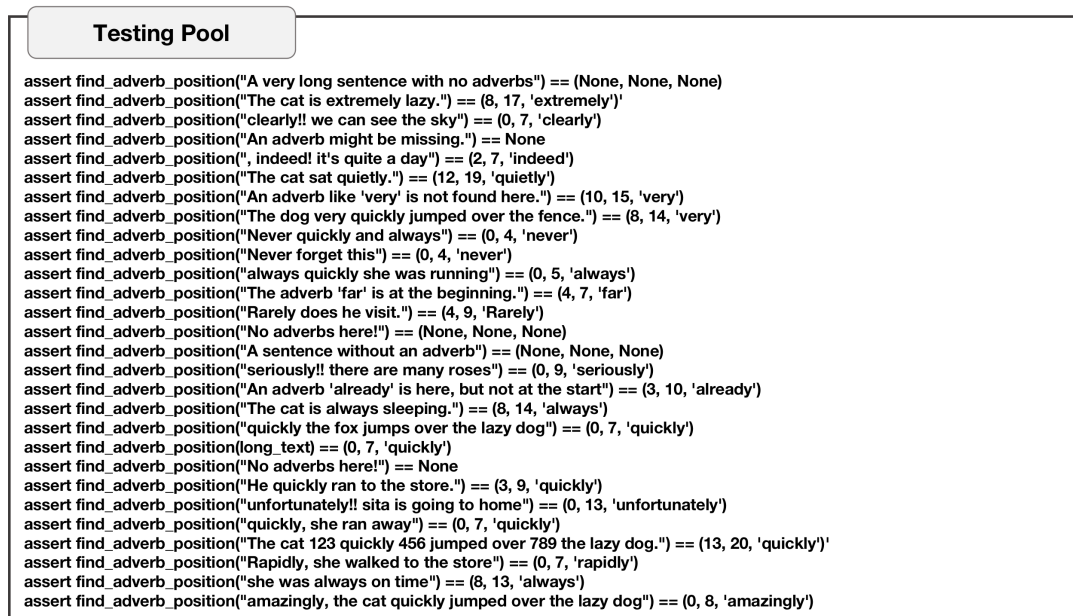 Testing Pool
assert find_adverb_position("A very long sentence with no adverbs") == (None, None, None)
assert find_adverb_position("The cat is extremely lazy.") == (8, 17, 'extremely')'
assert find_adverb_position("clearly!! we can see the sky") == (0, 7, 'clearly')
assert find_adverb_position("An adverb might be missing.") == None
assert find_adverb_position(", indeed! it's quite a day") == (2, 7, 'indeed')
assert find_adverb_position("The cat sat quietly.") == (12, 19, 'quietly')
assert find_adverb_position("An adverb like 'very' is not found here.") == (10, 15, 'very')
assert find_adverb_position("The dog very quickly jumped over the fence.") == (8, 14, 'very')
assert find_adverb_position("Never quickly and always") == (0, 4, 'never')
assert find_adverb_position("Never forget this") == (0, 4, 'never')
assert find_adverb_position("always quickly she was running") == (0, 5, 'always')
assert find_adverb_position("The adverb 'far' is at the beginning.") == (4, 7, 'far')
assert find_adverb_position("Rarely does he visit.") == (4, 9, 'Rarely')
assert find_adverb_position("No adverbs here!") == (None, None, None)
assert find_adverb_position("A sentence without an adverb") == (None, None, None)
assert find_adverb_position("seriously!! there are many roses") == (0, 9, 'seriously')
assert find_adverb_position("An adverb 'already' is here, but not at the start") == (3, 10, 'already')
assert find_adverb_position("The cat is always sleeping.") == (8, 14, 'always')
assert find_adverb_position("quickly the fox jumps over the lazy dog") == (0, 7, 'quickly')
assert find_adverb_position(long_text) == (0, 7, 'quickly')
assert find_adverb_position("No adverbs here!") == None
assert find_adverb_position("He quickly ran to the store.") == (3, 9, 'quickly')
assert find_adverb_position("unfortunately!! sita is going to home") == (0, 13, 'unfortunately')
assert find_adverb_position("quickly, she ran away") == (0, 7, 'quickly')
assert find_adverb_position("The cat 123 quickly 456 jumped over 789 the lazy dog.") == (13, 20, 'quickly')'
assert find_adverb_position("Rapidly, she walked to the store") == (0, 7, 'rapidly')
assert find_adverb_position("she was always on time") == (8, 13, 'always')
assert find_adverb_position("amazingly, the cat quickly jumped over the lazy dog") == (0, 8, 'amazingly')